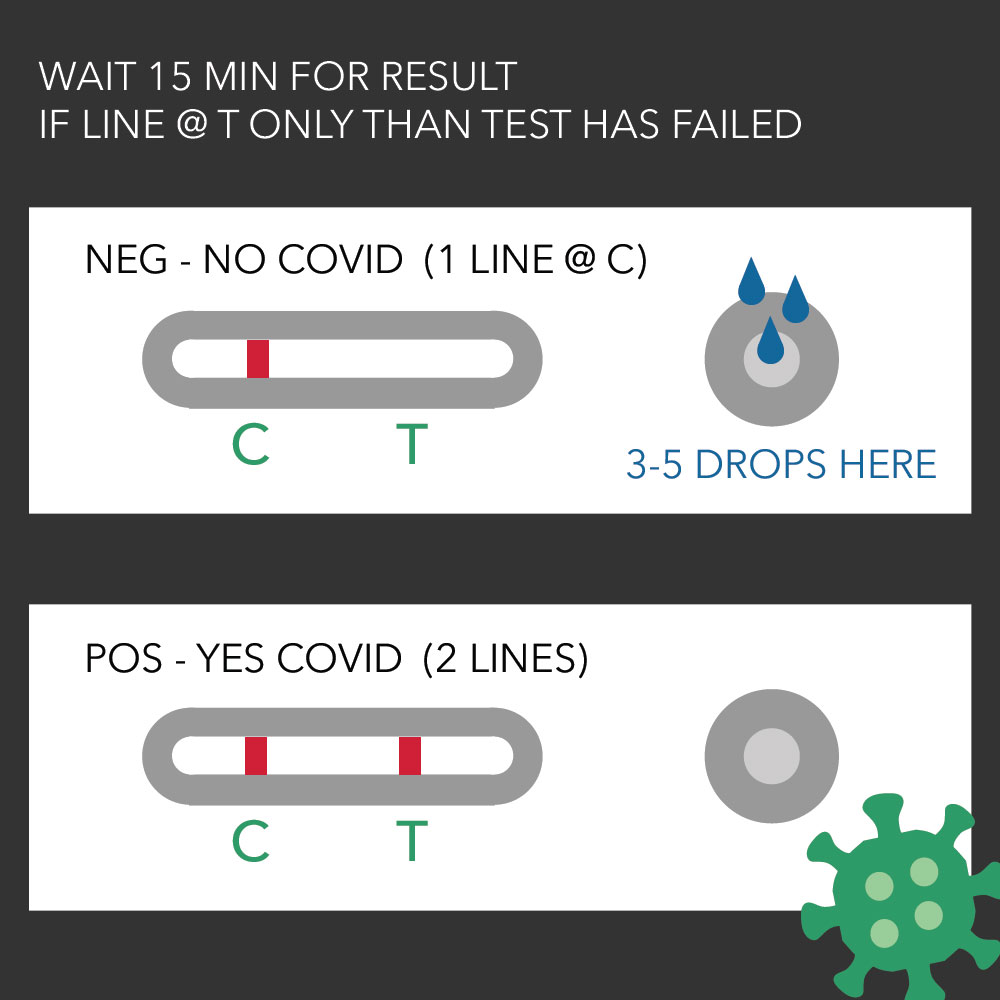 WAIT 15 MIN FOR RESULT
IF LINE @ T ONLY THAN TEST HAS FAILED
NEG - NO COVID (1 LINE @ C)
C T
3-5 DROPS HERE
POS - YES COVID (2 LINES)
C T